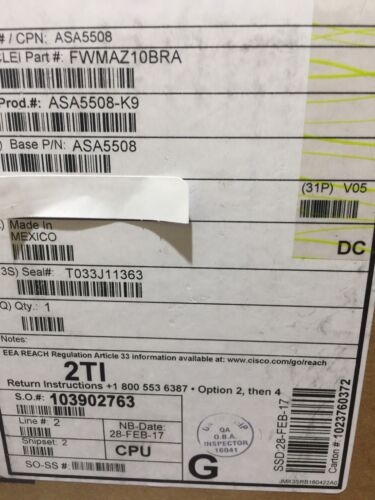 # / CPN: ASA5508
CLEI Part #: FWMAZ10BRA
Prod.#: ASA5508-K9
) Base P/N: ASA5508
(31P) V05
) Made In
MEXICO
DC
3S) Seal#: T033J11363
Q) Qty.: 1
Notes:
EEA REACH Regulation Article 33 information available at: www.cisco.com/go/reach
2TI
Return Instructions +1 800 553 6387 • Option 2, then 4
S.O.#: 103902763
Line #: 2
NB-Date:
28-FEB-17
Shipset: 2
CPU
SO-SS #:
QA
O.B.A.
INSPECTOR
16041
G
SSD 28-FEB-17
Carton # 1023760372